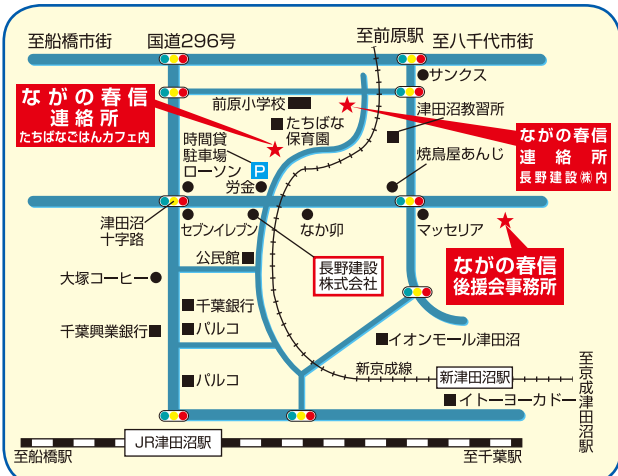 至船橋市街
国道296号
至前原駅
至八千代市街
サンクス
ながの春信
連絡所
たちばなごはんカフェ内
前原小学校
たちばな
保育園
津田沼教習所
ながの春信
連絡所
長野建設㈱内
時間貸
駐車場
P
ローソン
労金
焼鳥屋あんじ
津田沼
十字路
セブンイレブン
なか卯
マッセリア
公民館
長野建設
株式会社
ながの春信
後援会事務所
大塚コーヒー
千葉銀行
千葉興業銀行
パルコ
イオンモール津田沼
新京成線
新津田沼駅
至京成津田沼駅
パルコ
イトーヨーカドー
JR津田沼駅
至船橋駅
至千葉駅